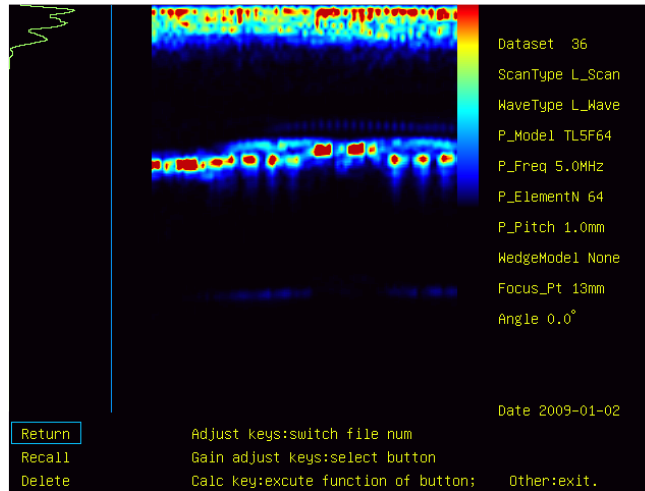 Dataset  36
ScanType L_Scan
WaveType L_Wave
P_Model TL5F64
P_Freq 5.0MHz
P_ElementN 64
P_Pitch 1.0mm
WedgeModel None
Focus_Pt 13mm
Angle 0.0°
Date 2009-01-02
Return  Adjust keys:switch file num
Recall  Gain adjust keys:select button
Delete  Calc key:excute function of button;  Other:exit.